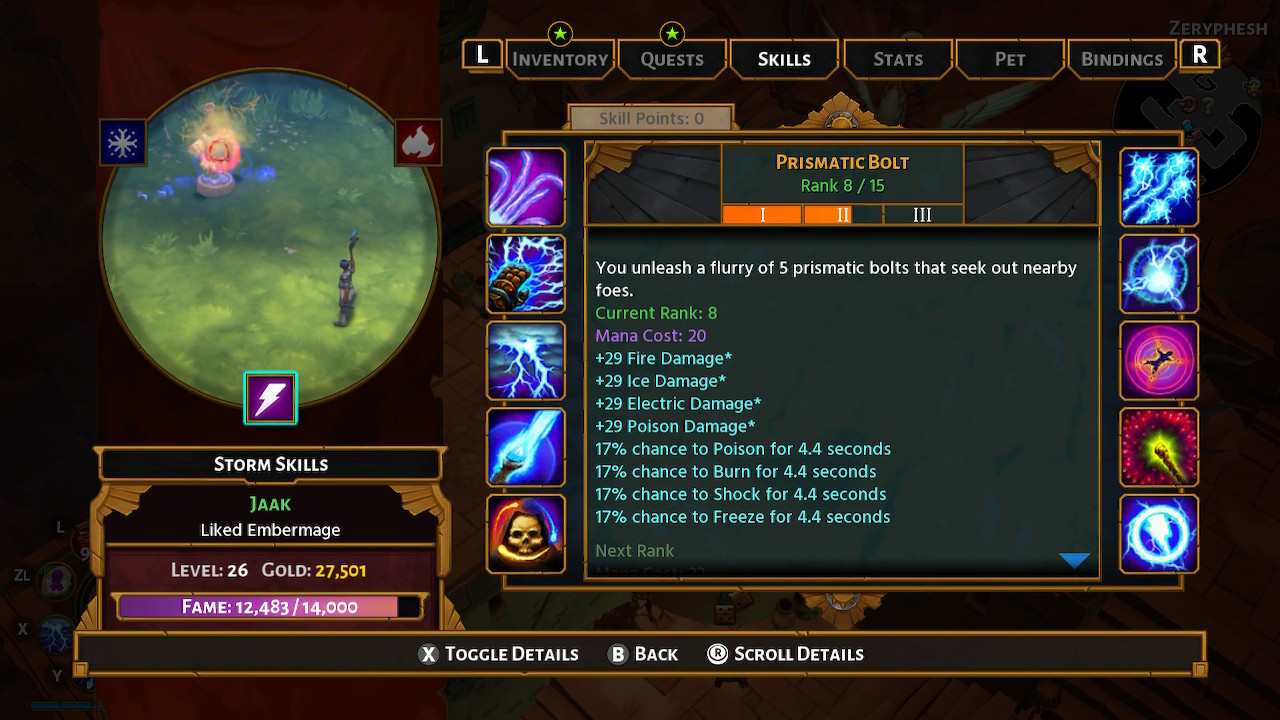 ZERYPHESH
L
INVENTORY
QUESTS
SKILLS
STATS
PET
BINDINGS
R
Skill Points: 0
PRISMATIC BOLT
Rank 8 / 15
I
II
III
You unleash a flurry of 5 prismatic bolts that seek out nearby
foes.
Current Rank: 8
Mana Cost: 20
+29 Fire Damage*
+29 Ice Damage*
+29 Electric Damage*
+29 Poison Damage*
17% chance to Poison for 4.4 seconds
17% chance to Burn for 4.4 seconds
17% chance to Shock for 4.4 seconds
17% chance to Freeze for 4.4 seconds
Next Rank
STORM SKILLS
JAAK
Liked Embermage
LEVEL: 26 GOLD: 27,501
FAME: 12,483 / 14,000
L
9
ZL
X
Y
X TOGGLE DETAILS
B BACK
R SCROLL DETAILS